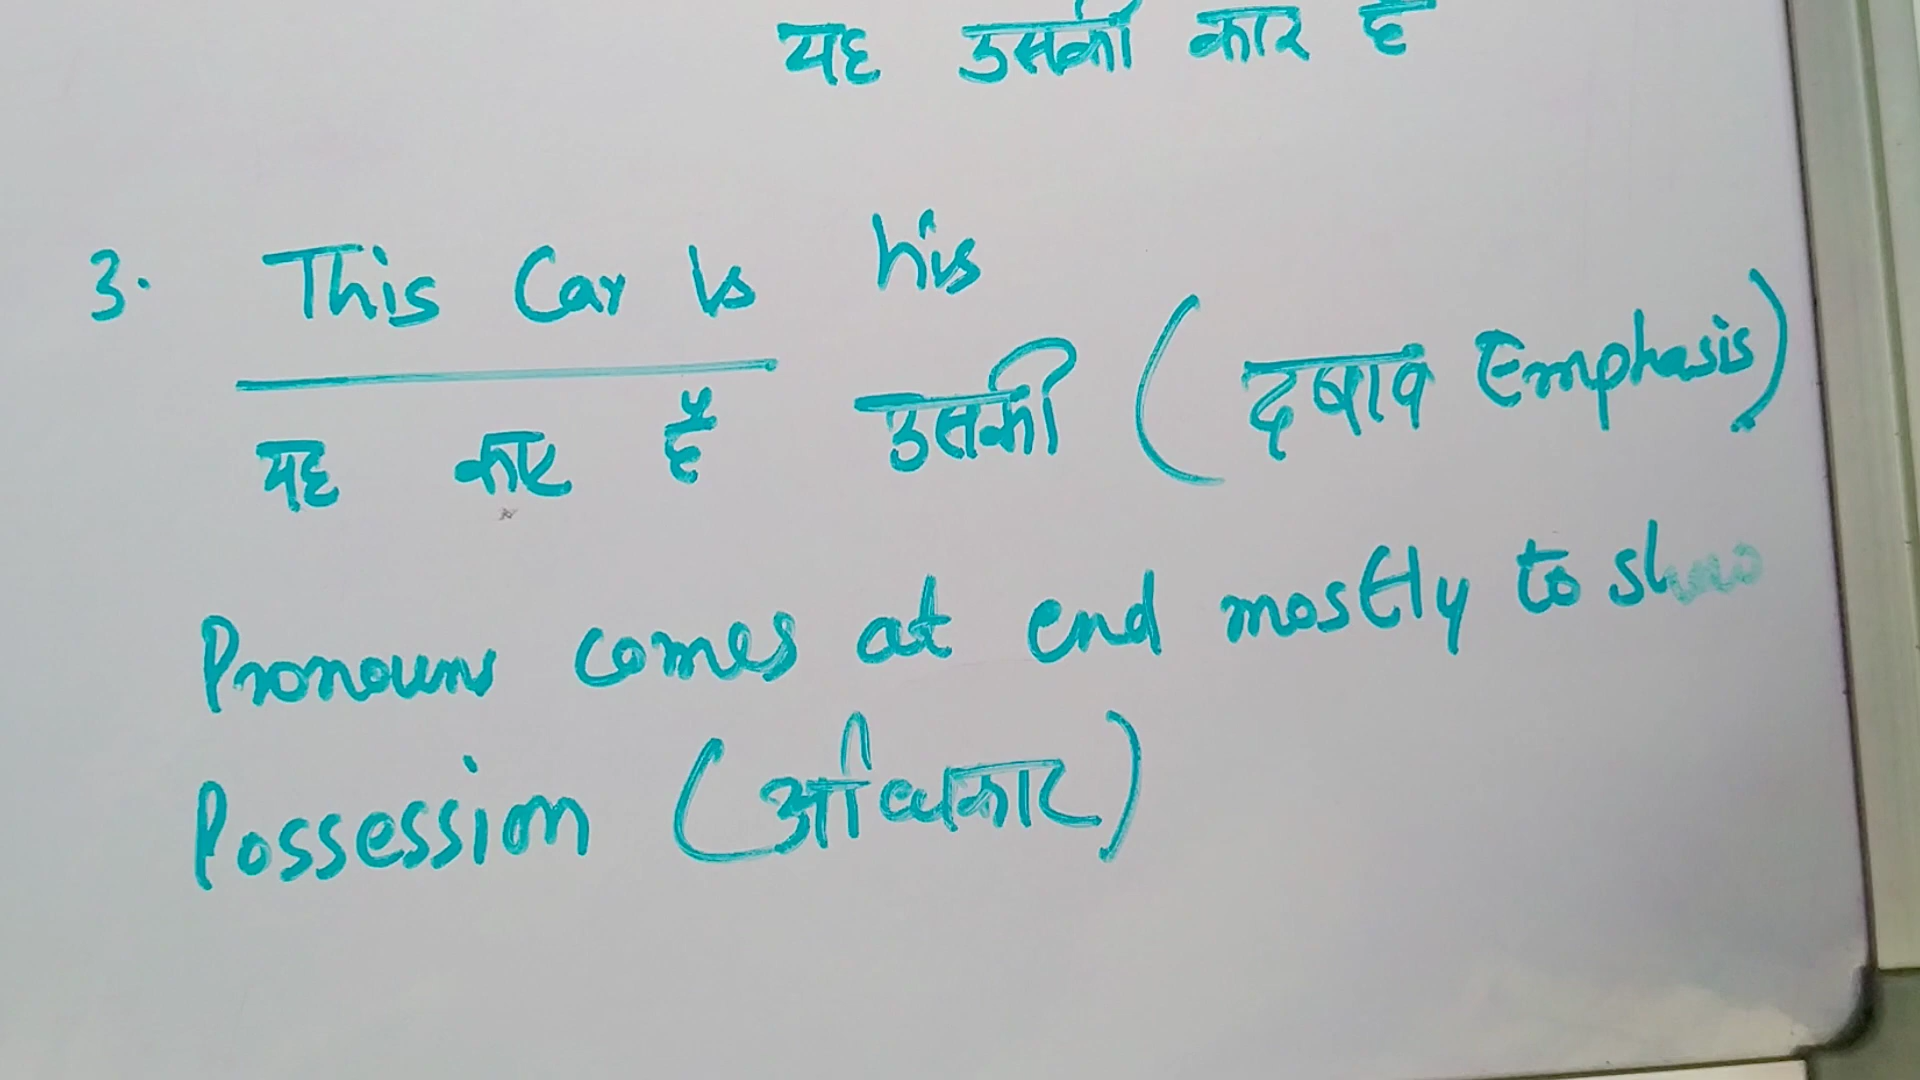 यह उसकी कार है
3. This Car is his
यह कार है उसकी (दबाव Emphasis)
Pronouns comes at end mostly to show
Possession (अधिकार)